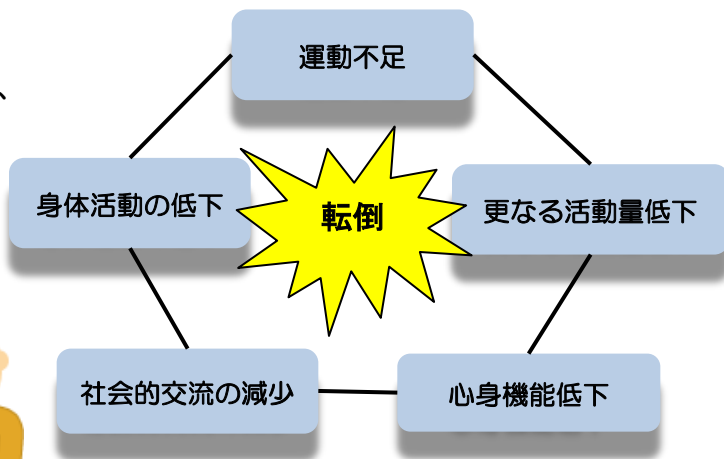 運動不足
身体活動の低下
転倒
更なる活動量低下
社会的交流の減少
心身機能低下